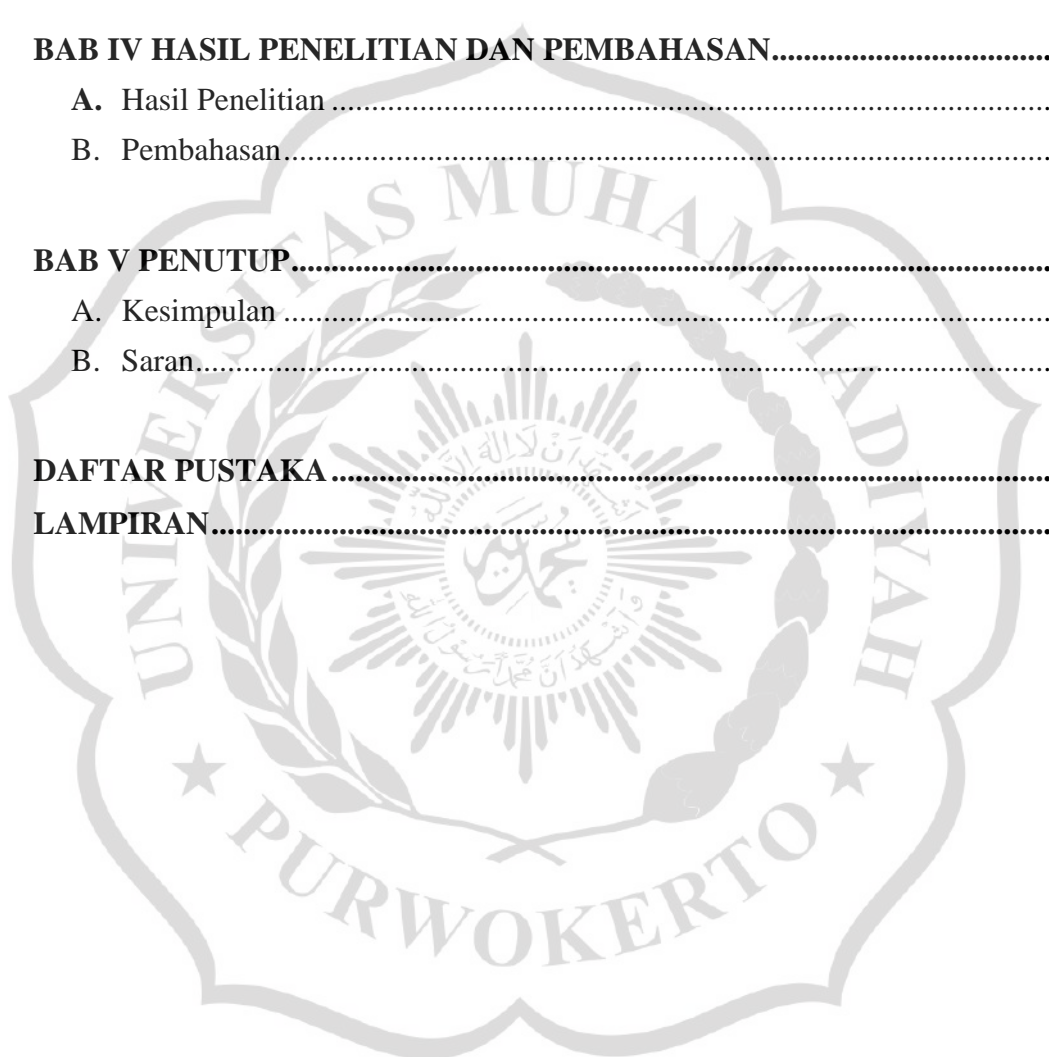 BAB IV HASIL PENELITIAN DAN PEMBAHASAN..................................
A. Hasil Penelitian..........................................................................................
B. Pembahasan................................................................................................
BAB V PENUTUP...............................................................................................
A. Kesimpulan................................................................................................
B. Saran...........................................................................................................
DAFTAR PUSTAKA..........................................................................................
LAMPIRAN.........................................................................................................
UNIVERSITAS MUHAMMADIYAH
PURWOKERTO
محمد